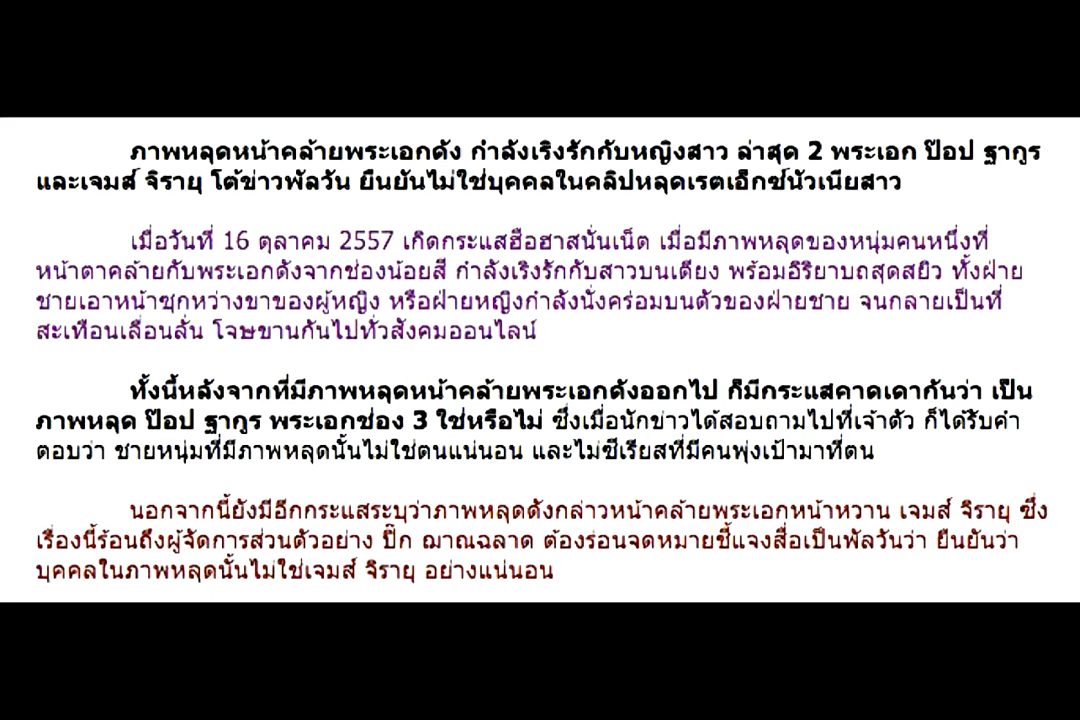 ภาพหลุดหน้าคล้ายพระเอกดัง กำลังเริงรักกับหญิงสาว ล่าสุด 2 พระเอก ป๊อป ฐากูร
และเจมส์ จิรายุ โต้ข่าวพัลวัน ยืนยันไม่ใช่บุคคลในคลิปหลุดเรตเอ็กซ์นัวเนียสาว
เมื่อวันที่ 16 ตุลาคม 2557 เกิดกระแสฮือฮาสนั่นเน็ต เมื่อมีภาพหลุดของหนุ่มคนหนึ่งที่
หน้าตาคล้ายกับพระเอกดังจากช่องน้อยสี กำลังเริงรักกับสาวบนเตียง พร้อมอิริยาบถสุดสยิว ทั้งฝ่าย
ชายเอาหน้าซุกหว่างขาของผู้หญิง หรือฝ่ายหญิงกำลังนั่งคร่อมบนตัวของฝ่ายชาย จนกลายเป็นที่
สะเทือนเลื่อนลั่น โจษขานกันไปทั่วสังคมออนไลน์
ทั้งนี้หลังจากที่มีภาพหลุดหน้าคล้ายพระเอกดังออกไป ก็มีกระแสคาดเดากันว่า เป็น
ภาพหลุด ป๊อป ฐากูร พระเอกช่อง 3 ใช่หรือไม่ ซึ่งเมื่อนักข่าวได้สอบถามไปที่เจ้าตัว ก็ได้รับคำ
ตอบว่า ชายหนุ่มที่มีภาพหลุดนั้นไม่ใช่ตนแน่นอน และไม่ซีเรียสที่มีคนพุ่งเป้ามาที่ตน
นอกจากนี้ยังมีอีกกระแสระบุว่าภาพหลุดดังกล่าวหน้าคล้ายพระเอกหน้าหวาน เจมส์ จิรายุ ซึ่ง
เรื่องนี้ร้อนถึงผู้จัดการส่วนตัวอย่าง ปิ๊ก ฌาณฉลาด ต้องร่อนจดหมายชี้แจงสื่อเป็นพัลวันว่า ยืนยันว่า
บุคคลในภาพหลุดนั้นไม่ใช่เจมส์ จิรายุ อย่างแน่นอน